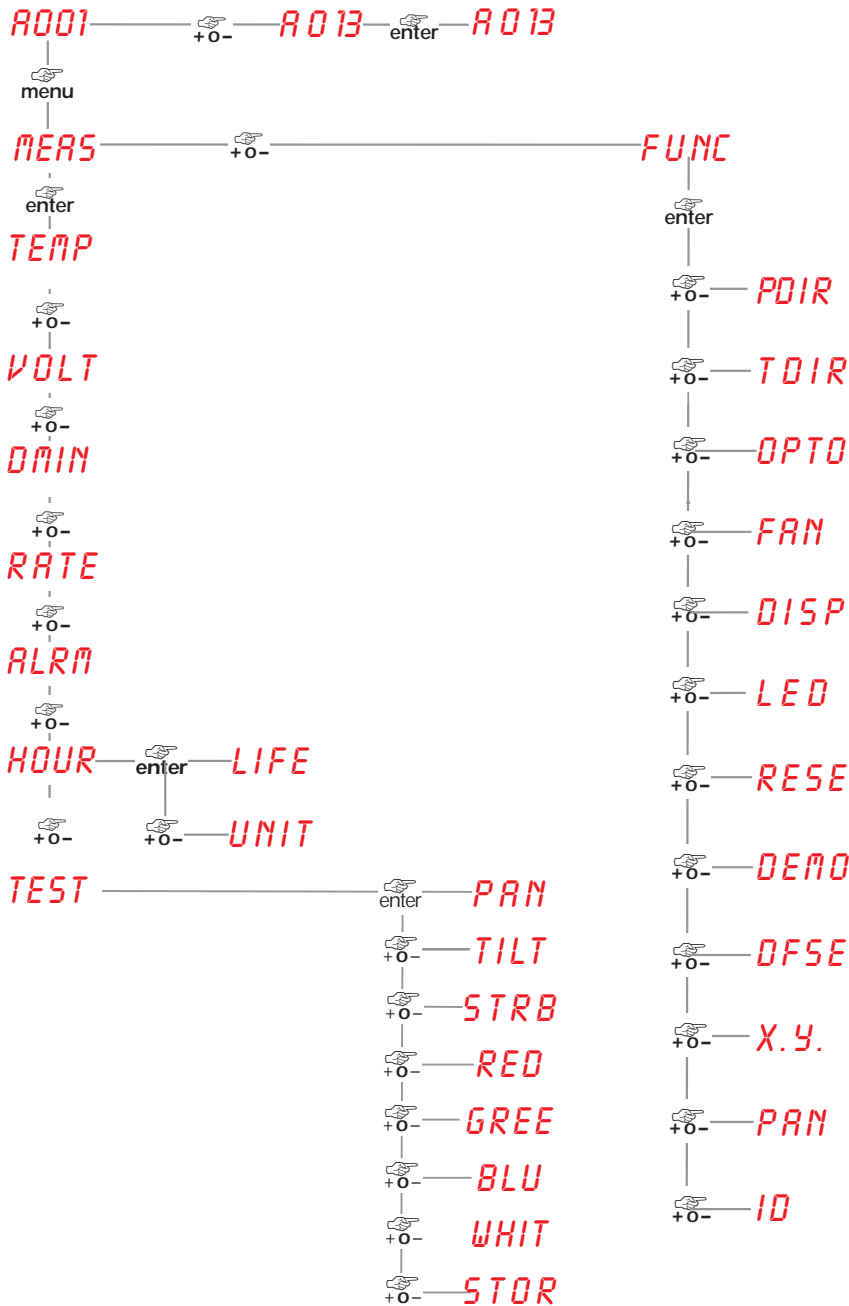 A001 +o- A013 enter A013
menu
MEAS +o- FUNC
enter enter
TEMP
+o- PDIR
+o-
VOLT +o- TDIR
+o-
DMIN +o- OPTO
+o- +o- FAN
RATE
+o- +o- DISP
ALRM
+o- +o- LED
HOUR enter LIFE
+o- RESE
+o- +o- UNIT
+o- DEMO
TEST enter PAN
+o- TILT +o- DFSE
+o- STRB
+o- X.Y.
+o- RED
+o- GREE +o- PAN
+o- BLU
+o- ID
+o- WHIT
+o- STOR